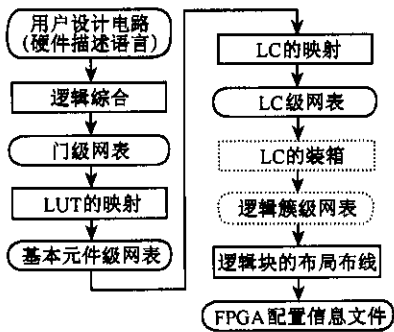 用户设计电路
(硬件描述语言)
逻辑综合
门级网表
LUT的映射
基本元件级网表
LC的映射
LC级网表
LC的装箱
逻辑簇级网表
逻辑块的布局布线
FPGA配置信息文件